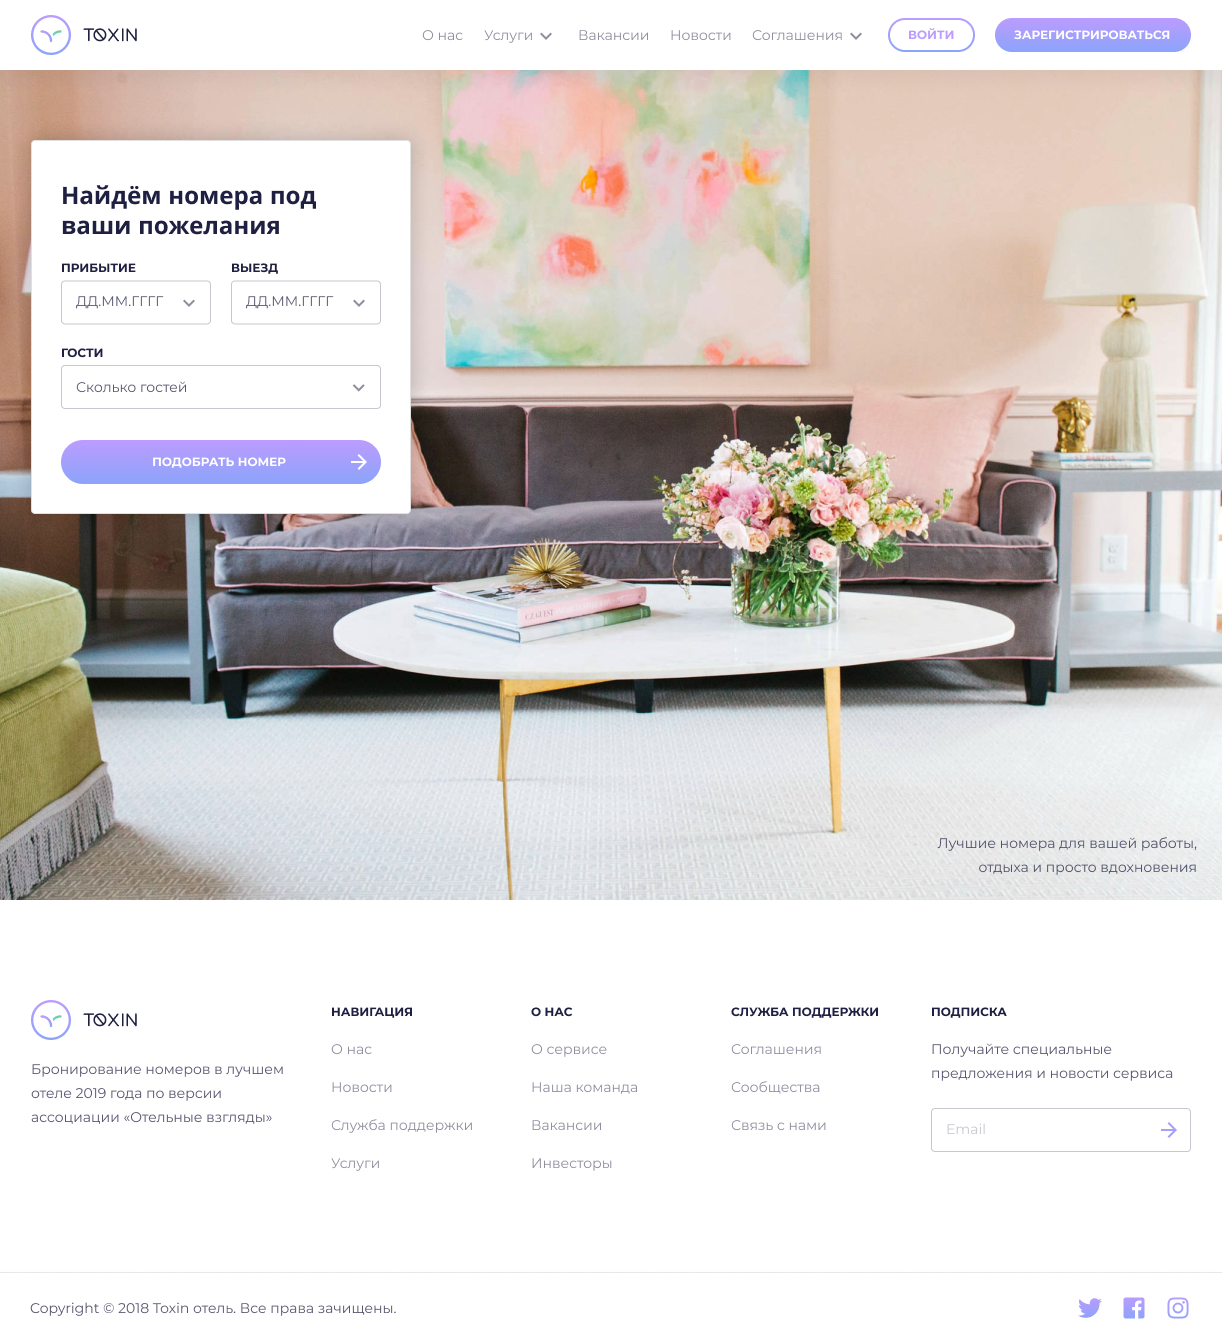 TOXIN
О нас
Услуги
Вакансии
Новости
Соглашения
ВОЙТИ
ЗАРЕГИСТРИРОВАТЬСЯ
Найдём номера под
ваши пожелания
ПРИБЫТИЕ
ВЫЕЗД
ДД.ММ.ГГГГ
ДД.ММ.ГГГГ
ГОСТИ
Сколько гостей
ПОДОБРАТЬ НОМЕР
Лучшие номера для вашей работы,
отдыха и просто вдохновения
TOXIN
Бронирование номеров в лучшем
отеле 2019 года по версии
ассоциации «Отельные взгляды»
НАВИГАЦИЯ
О нас
Новости
Служба поддержки
Услуги
О НАС
О сервисе
Наша команда
Вакансии
Инвесторы
СЛУЖБА ПОДДЕРЖКИ
Соглашения
Сообщества
Связь с нами
ПОДПИСКА
Получайте специальные
предложения и новости сервиса
Email
Copyright © 2018 Toxin отель. Все права зачищены.